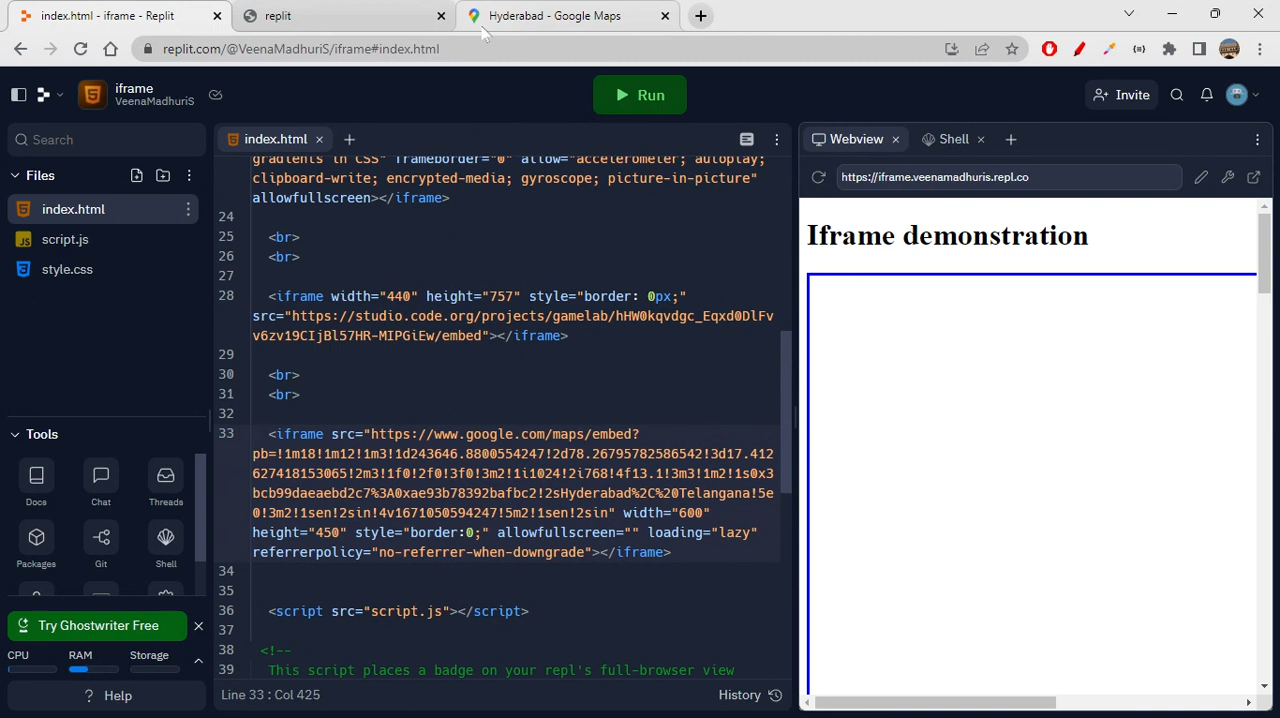 index.html - iframe - Replit
replit
Hyderabad - Google Maps
replit.com/@VeenaMadhuriS/iframe#index.html
iframe
VeenaMadhuriS
Run
Invite
Search
index.html
Webview
Shell
Files
index.html
script.js
style.css
https://iframe.veenamadhuris.repl.co
gradients in CSS" frameborder="0" allow="accelerometer; autoplay;
clipboard-write; encrypted-media; gyroscope; picture-in-picture"
allowfullscreen></iframe>
24
25 <br>
26 <br>
27
28 <iframe width="440" height="757" style="border: 0px;"
src="https://studio.code.org/projects/gamelab/hHW0kqvdgc_Eqxd0DlFv
v6zv19CIjBl57HR-MIPGiEw/embed"></iframe>
29
30 <br>
31 <br>
32
33 <iframe src="https://www.google.com/maps/embed?
pb=!1m18!1m12!1m3!1d243646.8800554247!2d78.26795782586542!3d17.412
627418153065!2m3!1f0!2f0!3f0!3m2!1i1024!2i768!4f13.1!3m3!1m2!1s0x3
bcb99daeaebd2c7%3A0xae93b78392bafbc2!2sHyderabad%2C%20Telangana!5e
0!3m2!1sen!2sin!4v1671050594247!5m2!1sen!2sin" width="600"
height="450" style="border:0;" allowfullscreen="" loading="lazy"
referrerpolicy="no-referrer-when-downgrade"></iframe>
34
35
36 <script src="script.js"></script>
37
38 <!--
39 This script places a badge on your repl's full-browser view
Line 33 : Col 425
History
Iframe demonstration
Tools
Docs
Chat
Threads
Packages
Git
Shell
Try Ghostwriter Free
CPU
RAM
Storage
? Help